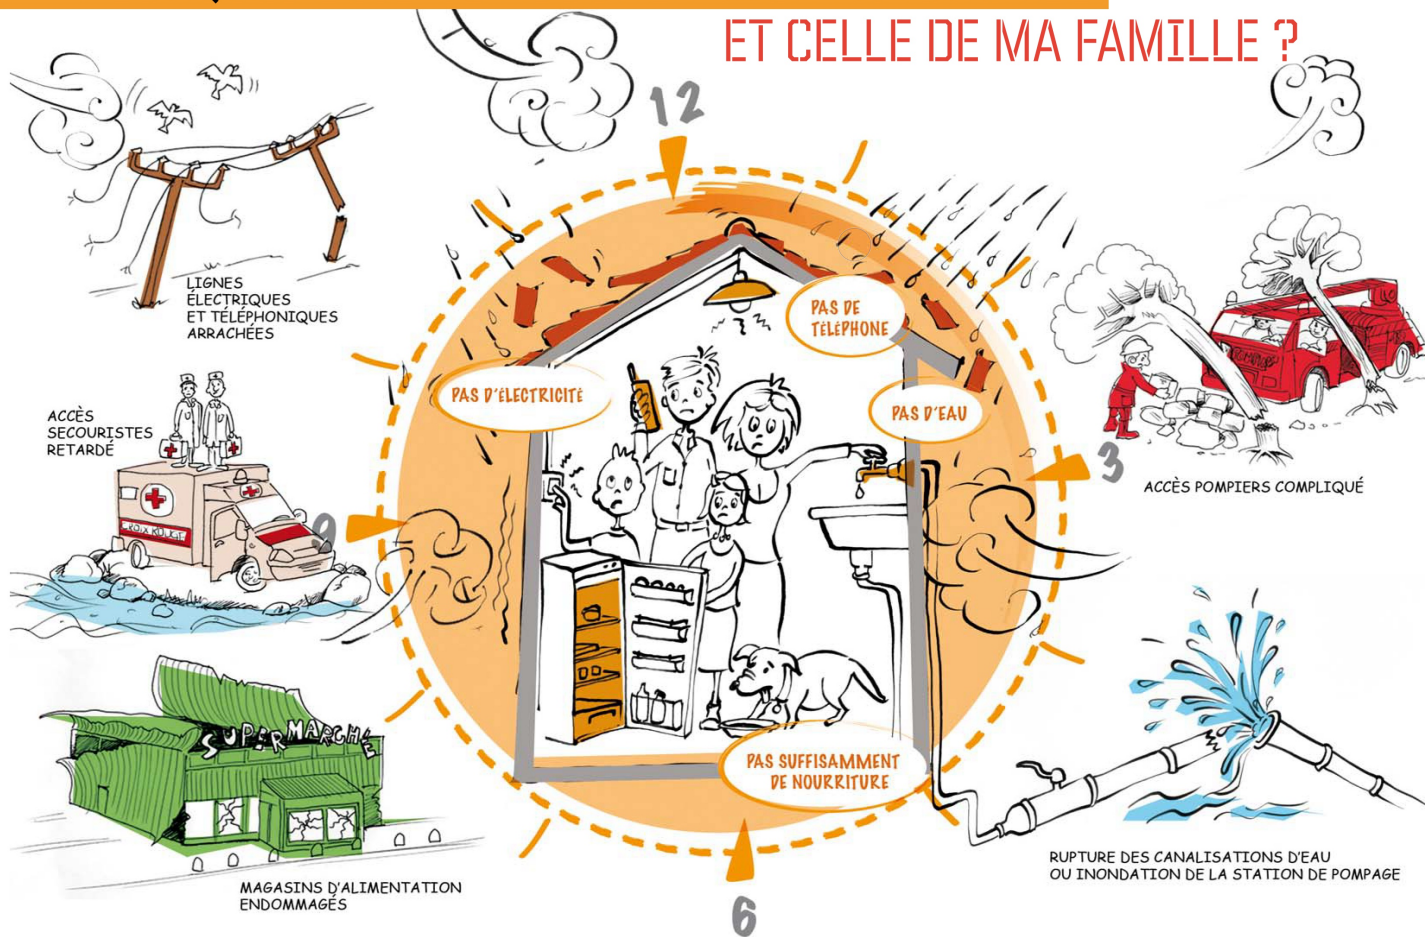 ET CELLE DE MA FAMILLE ?
12
LIGNES
ÉLECTRIQUES
ET TÉLÉPHONIQUES
ARRACHÉES
PAS DE
TÉLÉPHONE
PAS D'ÉLECTRICITÉ
PAS D'EAU
POMPIERS
3
ACCÈS POMPIERS COMPLIQUÉ
ACCÈS
SECOURISTES
RETARDÉ
CROIX ROUGE
9
SUPERMARCHÉ
PAS SUFFISAMMENT
DE NOURRITURE
MAGASINS D'ALIMENTATION
ENDOMMAGÉS
6
RUPTURE DES CANALISATIONS D'EAU
OU INONDATION DE LA STATION DE POMPAGE